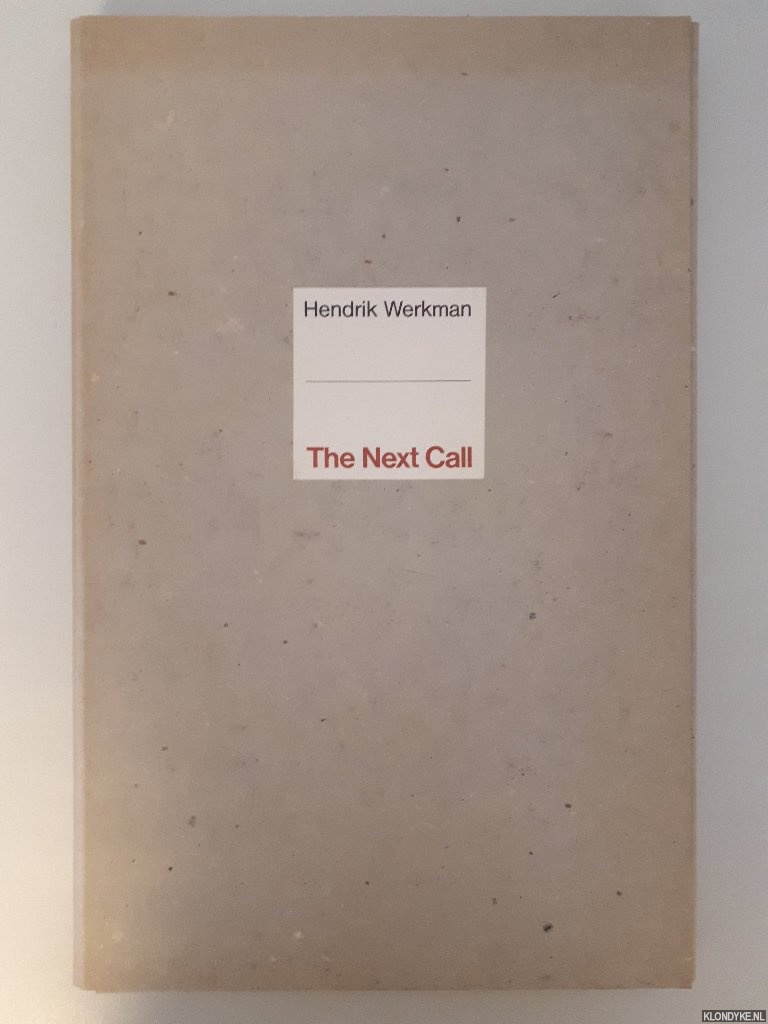 Hendrik Werkman
The Next Call
KLONDYKE.NL